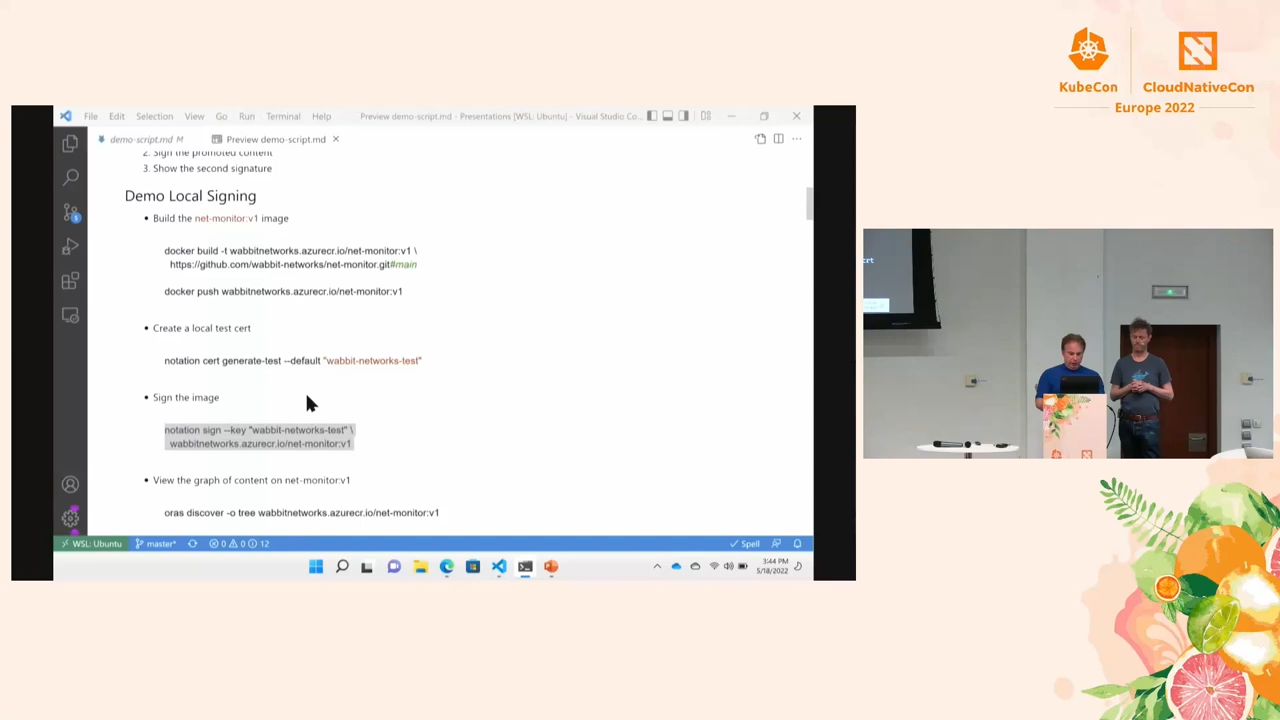 KubeCon
CloudNativeCon
Europe 2022
File Edit Selection View Go Run Terminal Help
Preview demo-script.md - Presentations [WSL: Ubuntu] - Visual Studio Co...
demo-script.md M
Preview demo-script.md
2. Sign the promoted content
3. Show the second signature
Demo Local Signing
• Build the net-monitor:v1 image
docker build -t wabbitnetworks.azurecr.io/net-monitor:v1 \
https://github.com/wabbit-networks/net-monitor.git#main
docker push wabbitnetworks.azurecr.io/net-monitor:v1
• Create a local test cert
notation cert generate-test --default "wabbit-networks-test"
• Sign the image
notation sign --key "wabbit-networks-test" \
wabbitnetworks.azurecr.io/net-monitor:v1
• View the graph of content on net-monitor:v1
oras discover -o tree wabbitnetworks.azurecr.io/net-monitor:v1
WSL: Ubuntu
master*
0 0 12
Spell
3:44 PM
5/18/2022